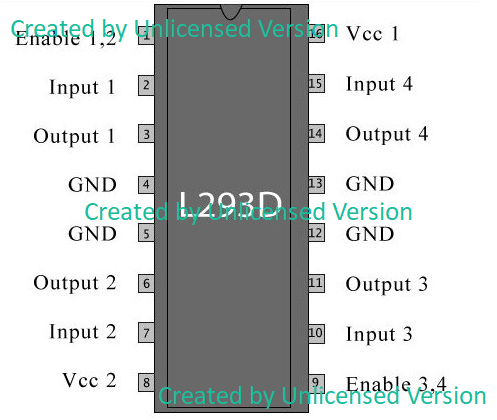 Created by Unlicensed Version
Enable 1,2 1 16 Vcc 1
Input 1 2 15 Input 4
Output 1 3 14 Output 4
GND 4 13 GND
L293D
Created by Unlicensed Version
GND 5 12 GND
Output 2 6 11 Output 3
Input 2 7 10 Input 3
Vcc 2 8 9 Enable 3,4
Created by Unlicensed Version